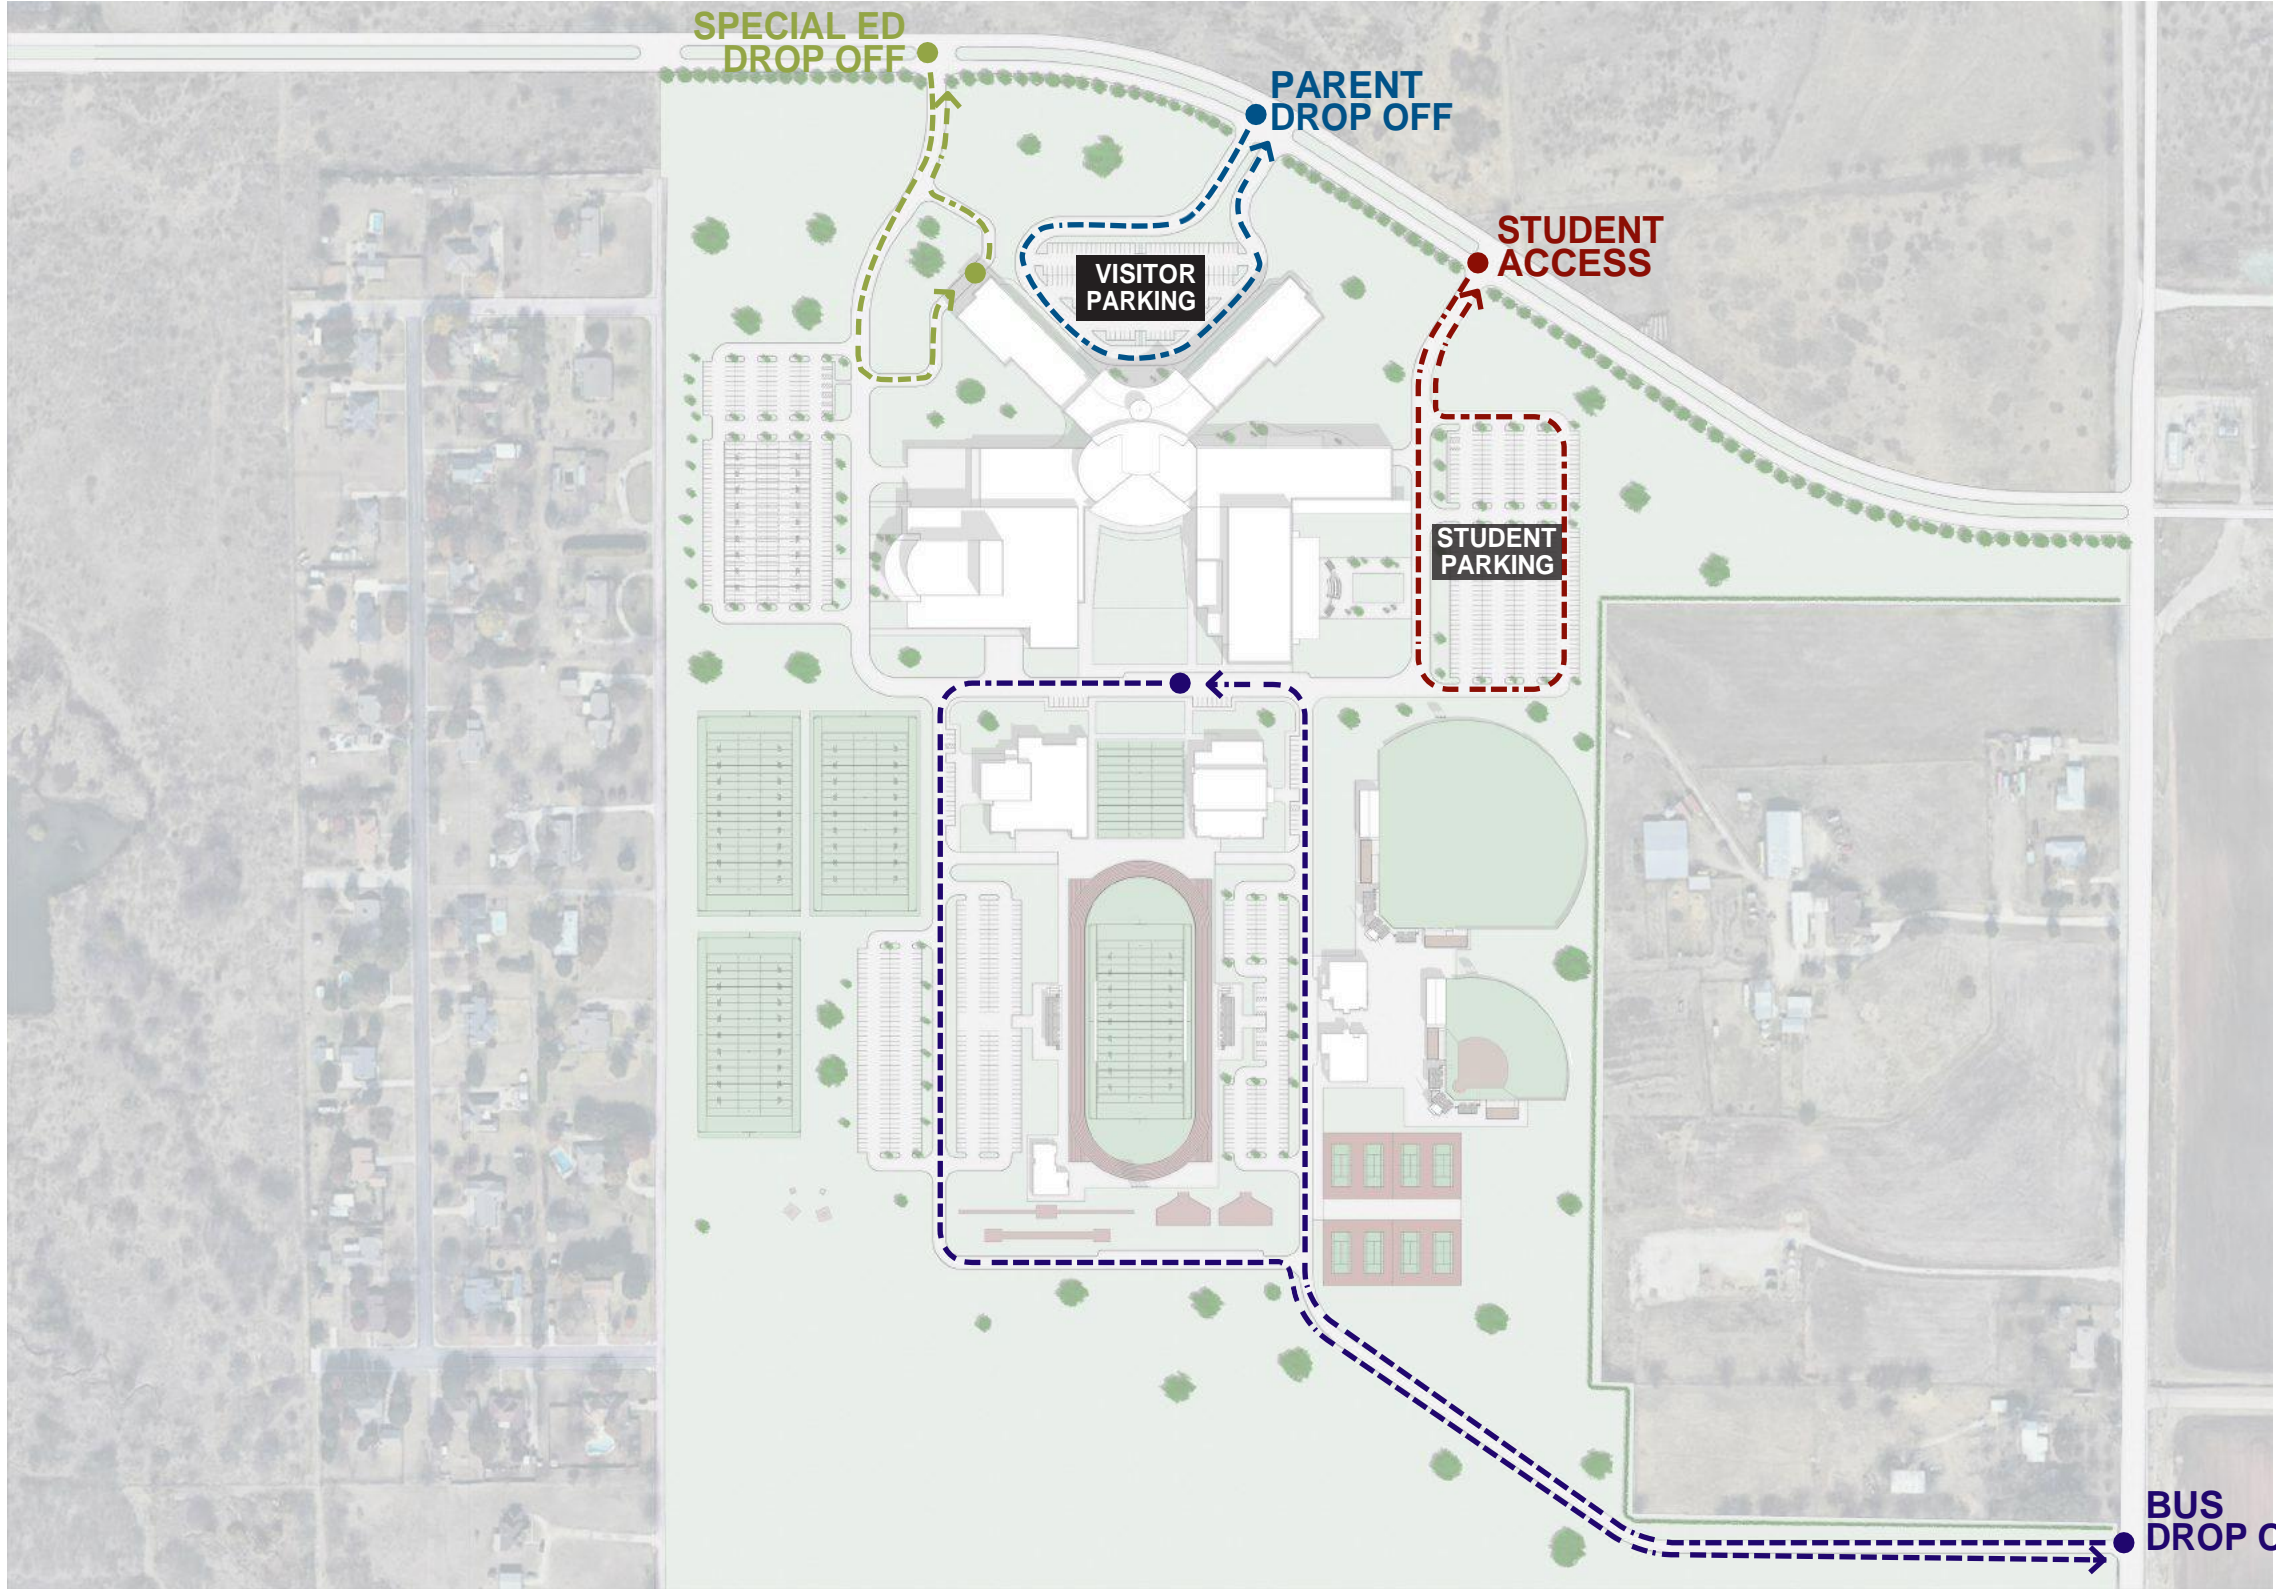 SPECIAL ED
DROP OFF
PARENT
DROP OFF
STUDENT
ACCESS
VISITOR
PARKING
STUDENT
PARKING
BUS
DROP